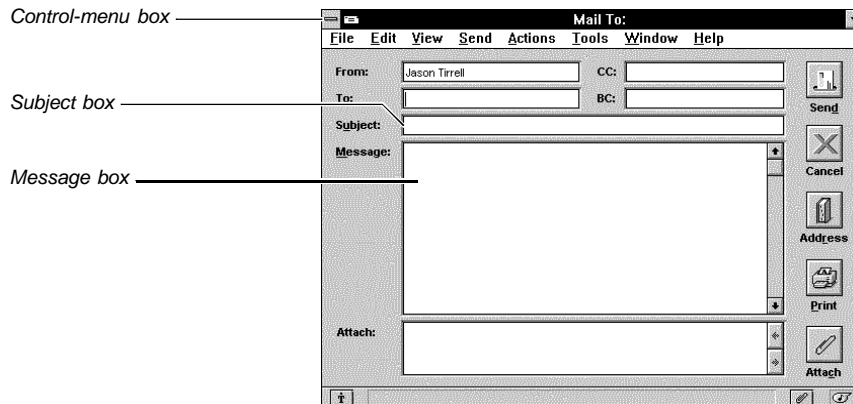 Control-menu box
Mail To:
File Edit View Send Actions Tools Window Help
From: Jason Tirrell CC:
Subject box
To: BC:
Send
Subject:
Message:
Message box
Cancel
Address
Print
Attach:
Attach